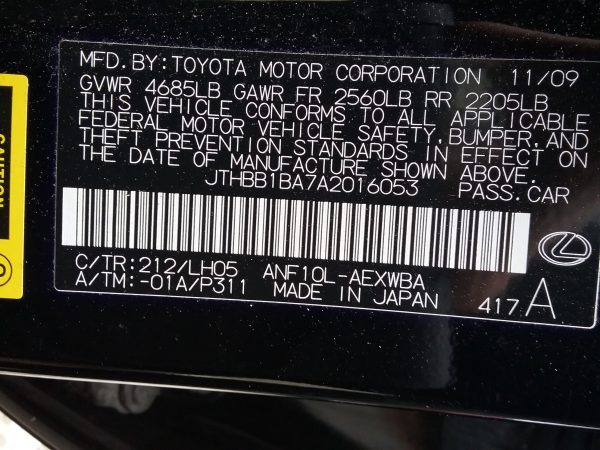 MFD.BY:TOYOTA MOTOR CORPORATION 11/09
GVWR 4685LB GAWR FR 2560LB RR 2205LB
THIS VEHICLE CONFORMS TO ALL APPLICABLE
FEDERAL MOTOR VEHICLE SAFETY,BUMPER,AND
THEFT PREVENTION STANDARDS IN EFFECT ON
THE DATE OF MANUFACTURE SHOWN ABOVE.
JTHBB1BA7A2016053 PASS.CAR
C/TR:212/LH05 ANF10L-AEXWBA
A/TM:-01A/P311 MADE IN JAPAN 417 A
CAUTION